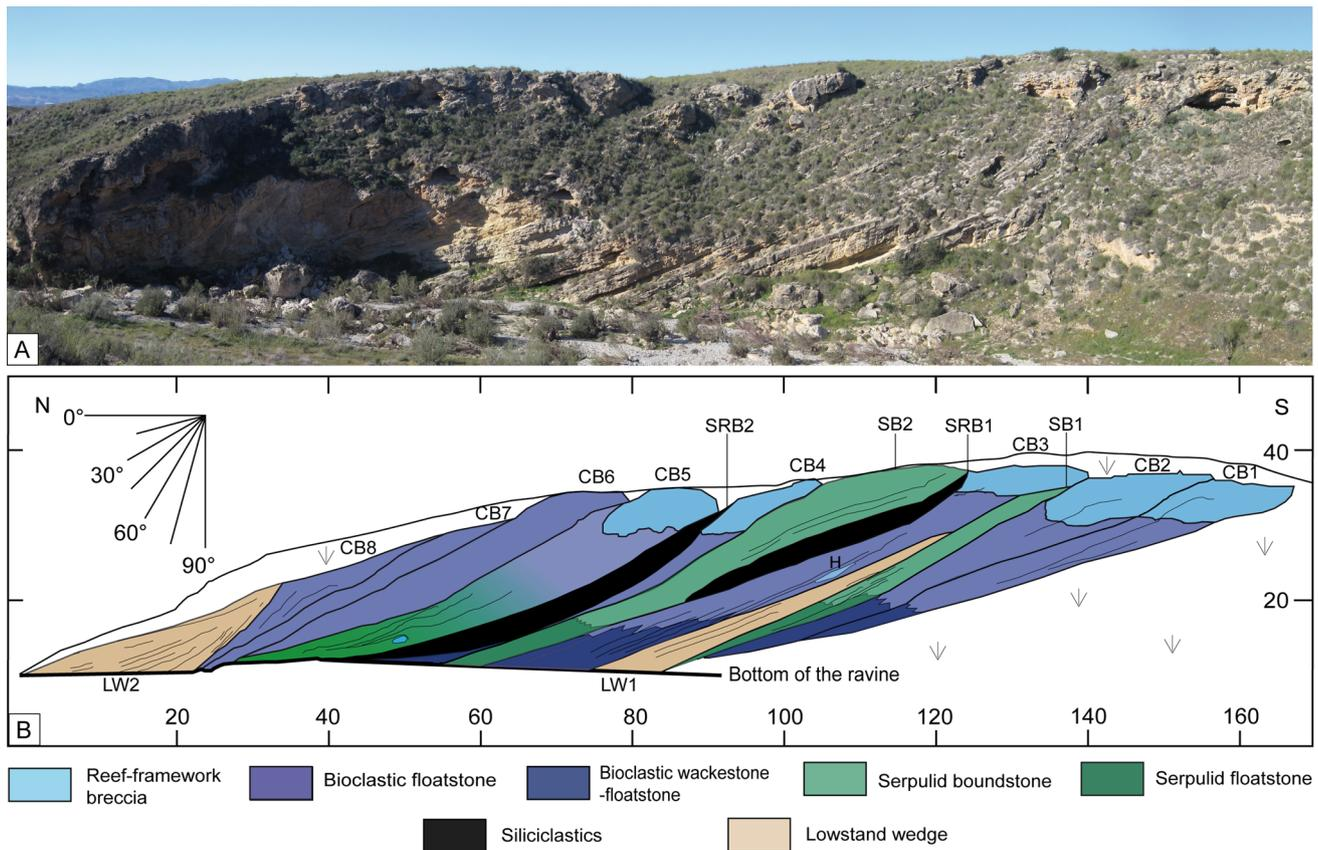 A
N
S
0°
30°
60°
90°
SRB2
SB2
SRB1
SB1
CB3
CB2
CB1
CB4
CB5
CB6
CB7
CB8
H
40
20
LW2
LW1
Bottom of the ravine
B
20
40
60
80
100
120
140
160
Reef-framework
breccia
Bioclastic floatstone
Bioclastic wackestone
-floatstone
Serpulid boundstone
Serpulid floatstone
Siliciclastics
Lowstand wedge